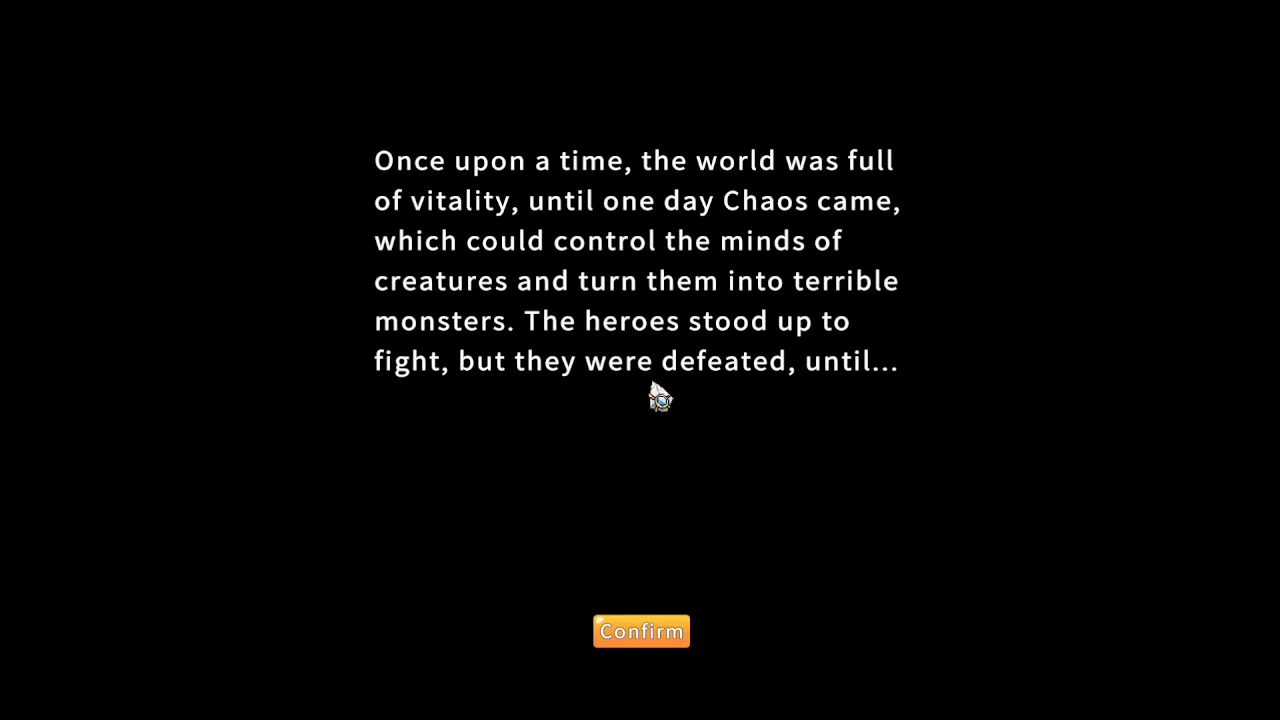 Once upon a time, the world was full
of vitality, until one day Chaos came,
which could control the minds of
creatures and turn them into terrible
monsters. The heroes stood up to
fight, but they were defeated, until...
Confirm